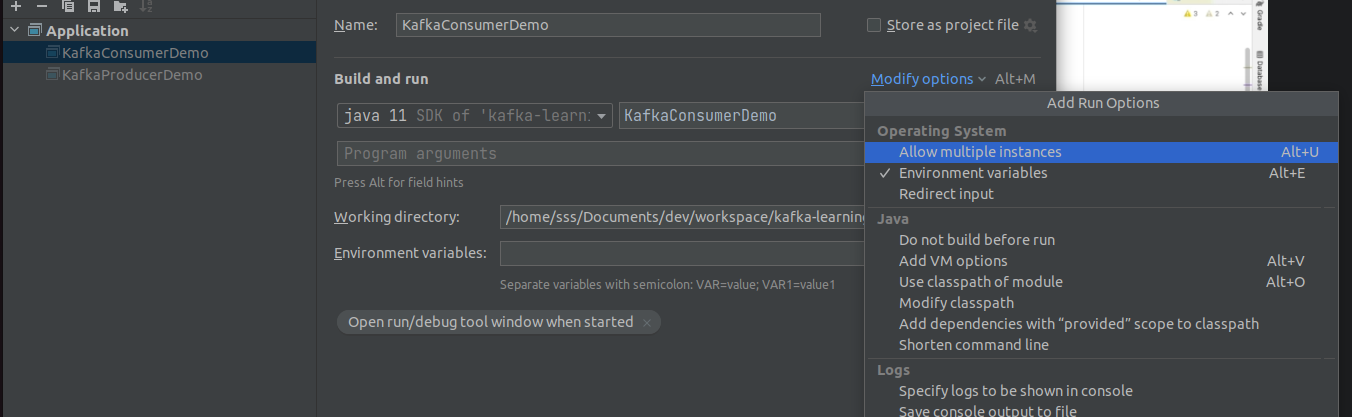 Application
KafkaConsumerDemo
KafkaProducerDemo
Name:
KafkaConsumerDemo
Store as project file
Build and run
Modify options
Alt+M
java 11 SDK of 'kafka-learni
KafkaConsumerDemo
Program arguments
Press Alt for field hints
Working directory:
/home/sss/Documents/dev/workspace/kafka-learning
Environment variables:
Separate variables with semicolon: VAR=value; VAR1=value1
Open run/debug tool window when started
Add Run Options
Operating System
Allow multiple instances Alt+U
Environment variables Alt+E
Redirect input
Java
Do not build before run
Add VM options Alt+V
Use classpath of module Alt+O
Modify classpath
Add dependencies with “provided” scope to classpath
Shorten command line
Logs
Specify logs to be shown in console
Save console output to file
3 2
Gradle
Database